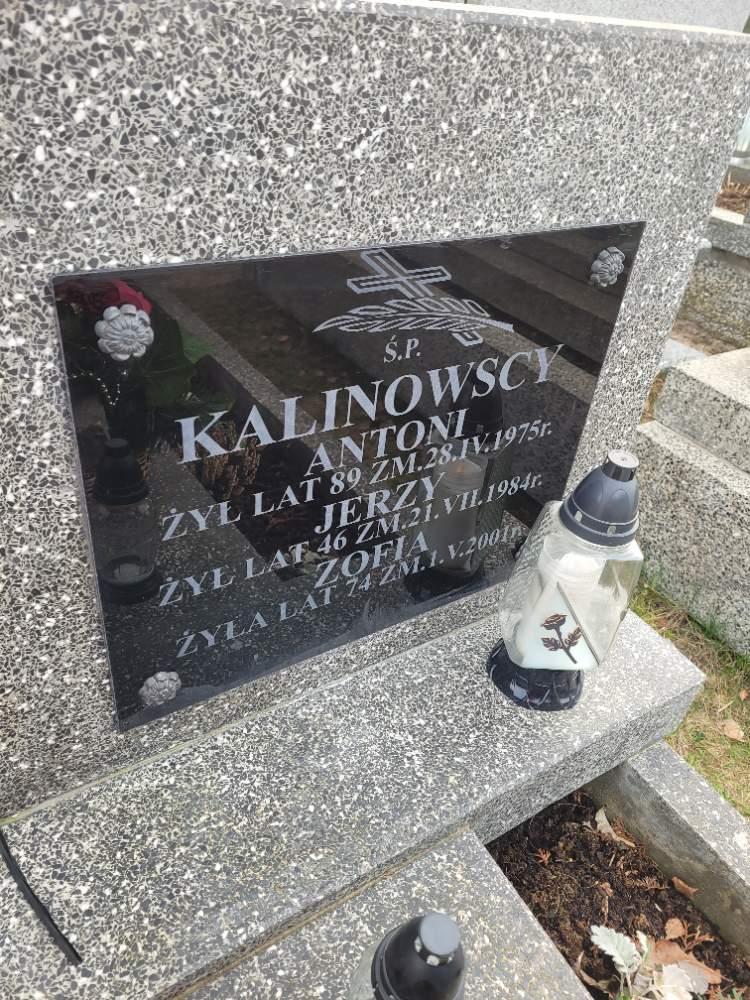 Ś.P.
KALINOWSCY
ANTONI
ŻYŁ LAT 89 ZM.28.IV.1975r.
JERZY
ŻYŁ LAT 46 ZM.21.VII.1984r.
ZOFIA
ŻYŁA LAT 74 ZM.1.V.2001r.